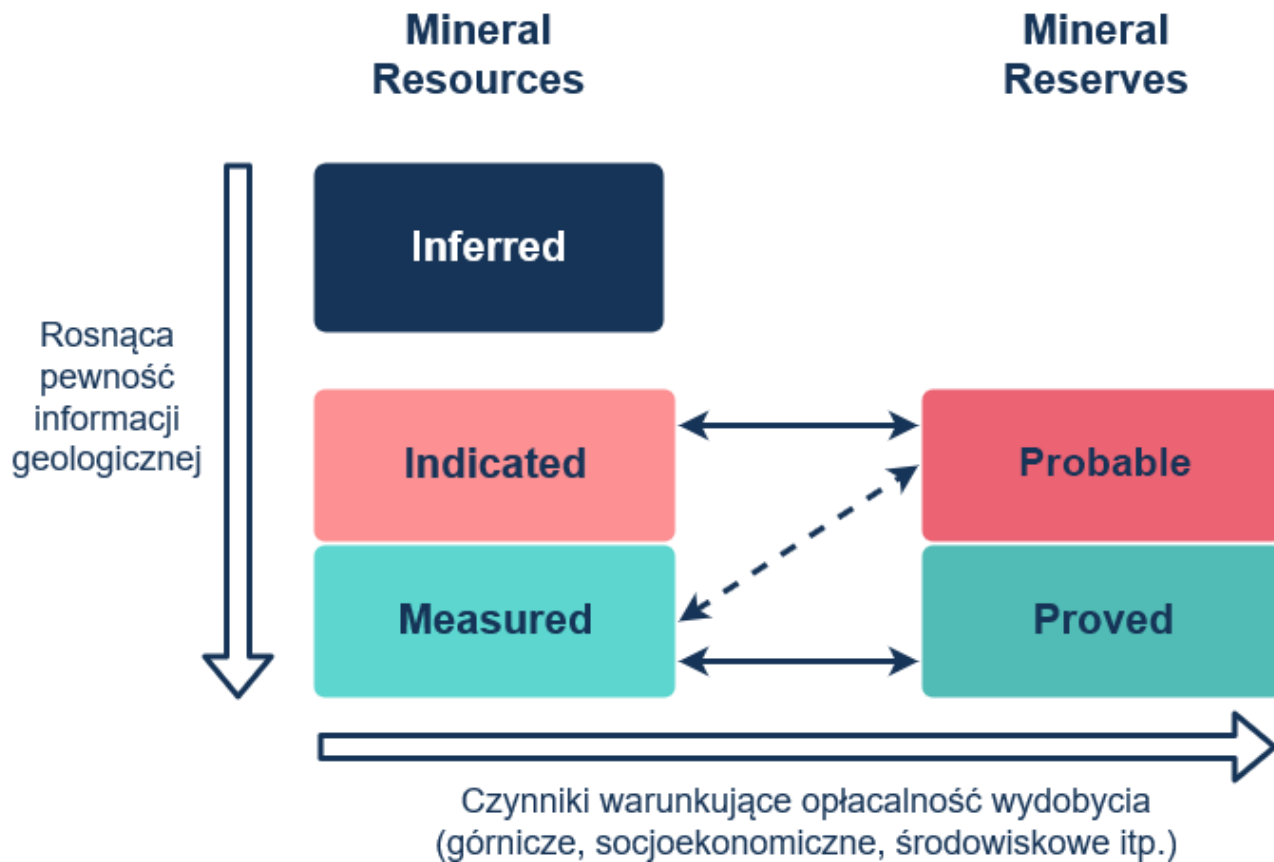 Mineral
Resources
Mineral
Reserves
Inferred
Rosnąca
pewność
informacji
geologicznej
Indicated
Probable
Measured
Proved
Czynniki warunkujące opłacalność wydobycia
(górnicze, socjoekonomiczne, środowiskowe itp.)